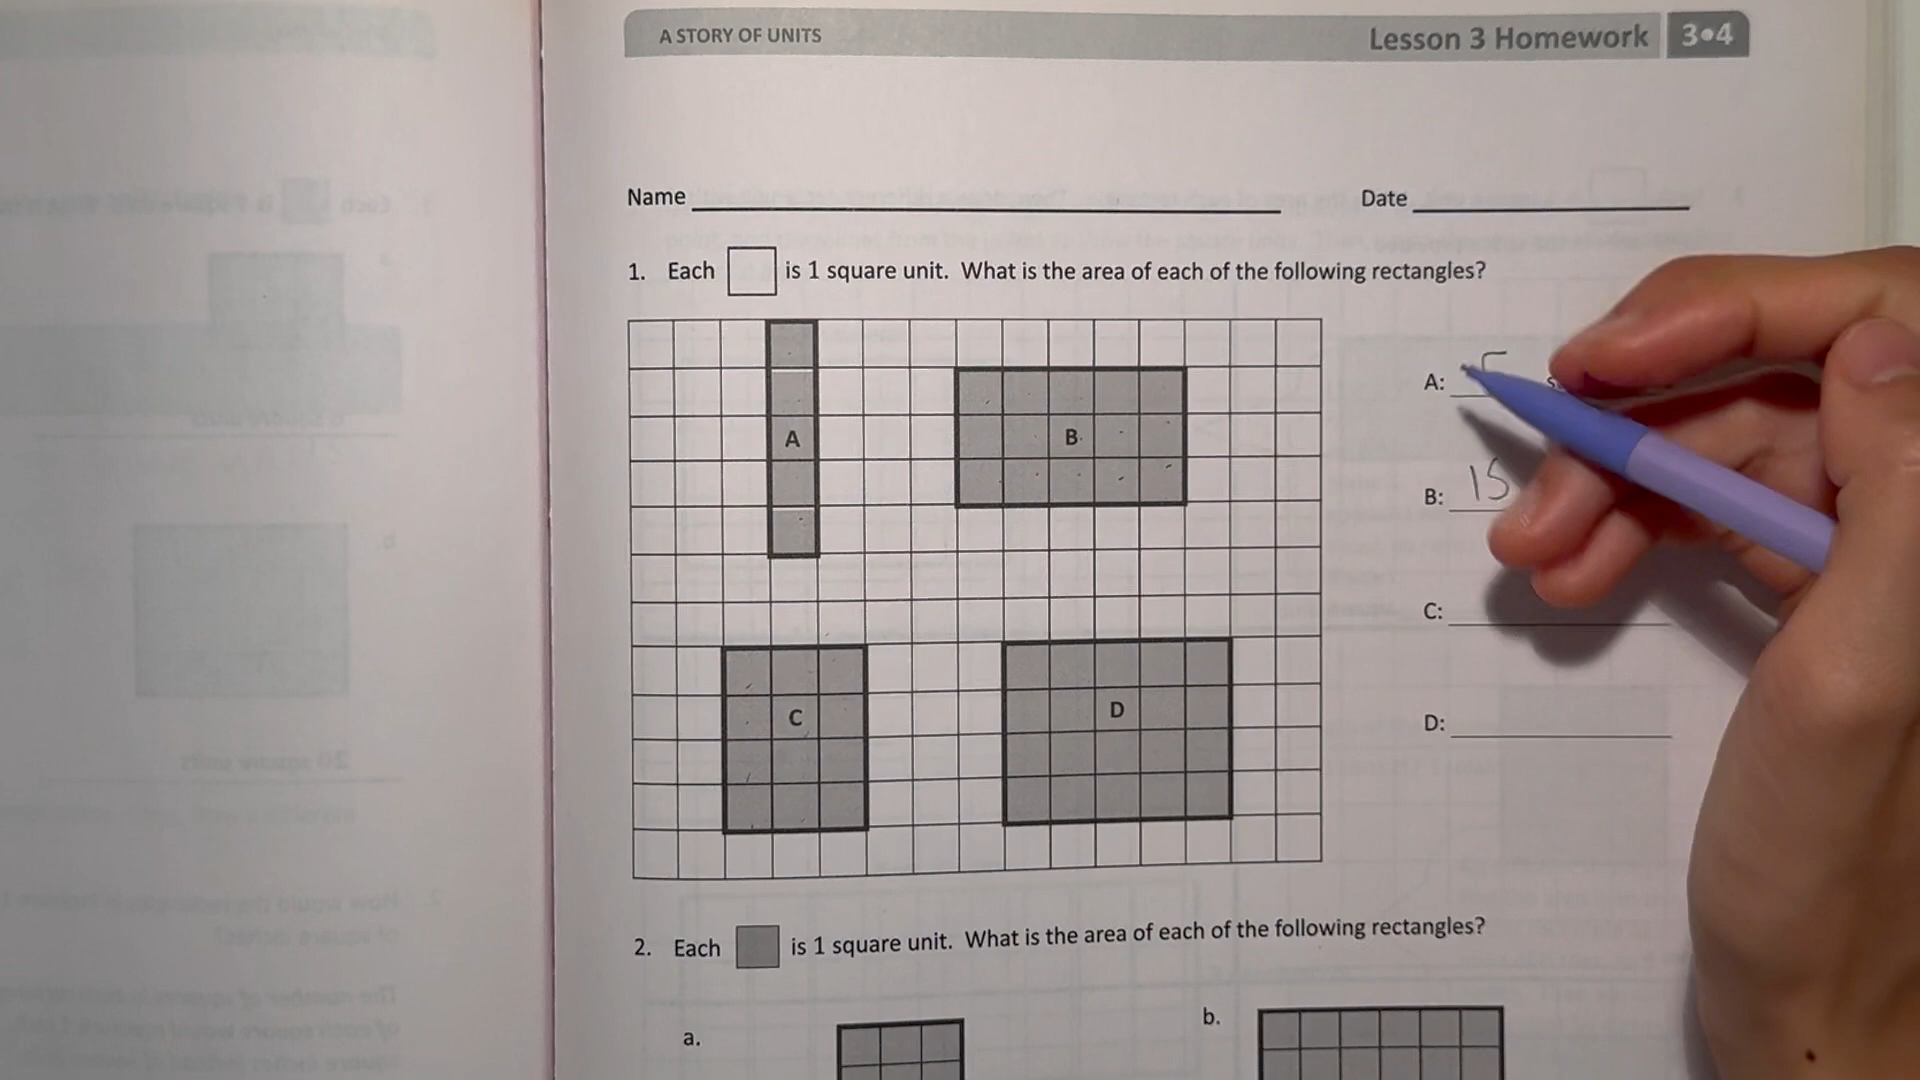 A STORY OF UNITS
Lesson 3 Homework 3•4
Name
Date
1. Each is 1 square unit. What is the area of each of the following rectangles?
A
B
C
D
A: 5
B: 15
C:
D:
2. Each is 1 square unit. What is the area of each of the following rectangles?
a.
b.